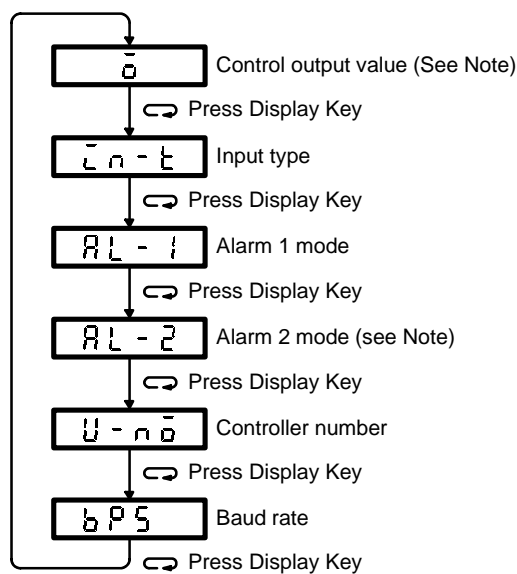 ō Control output value (See Note)
Press Display Key
īn-t Input type
Press Display Key
AL-1 Alarm 1 mode
Press Display Key
AL-2 Alarm 2 mode (see Note)
Press Display Key
U-nō Controller number
Press Display Key
bPS Baud rate
Press Display Key